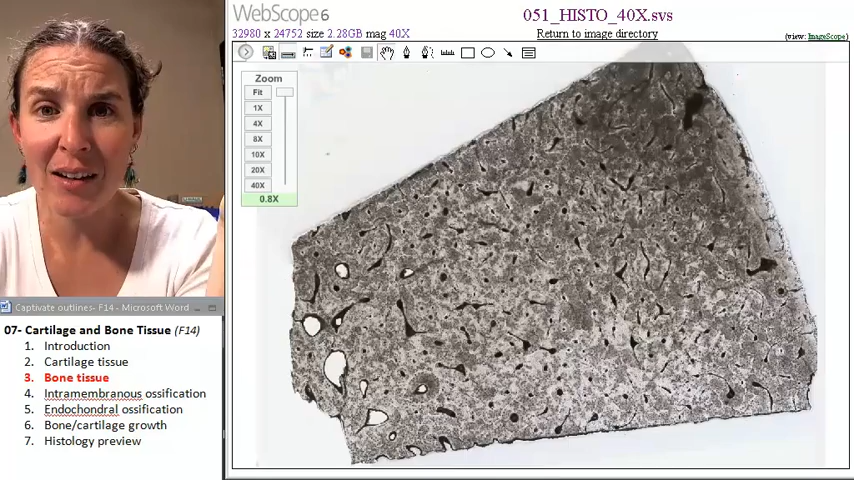 WebScope6
051_HISTO_40X.svs
32980 x 24752 size 2.28GB mag 40X
Return to image directory
(view: ImageScope)
Zoom
Fit
1X
4X
8X
10X
20X
40X
0.8X
Captivate outlines- F14 - Microsoft Word
07- Cartilage and Bone Tissue (F14)
1. Introduction
2. Cartilage tissue
3. Bone tissue
4. Intramembranous ossification
5. Endochondral ossification
6. Bone/cartilage growth
7. Histology preview